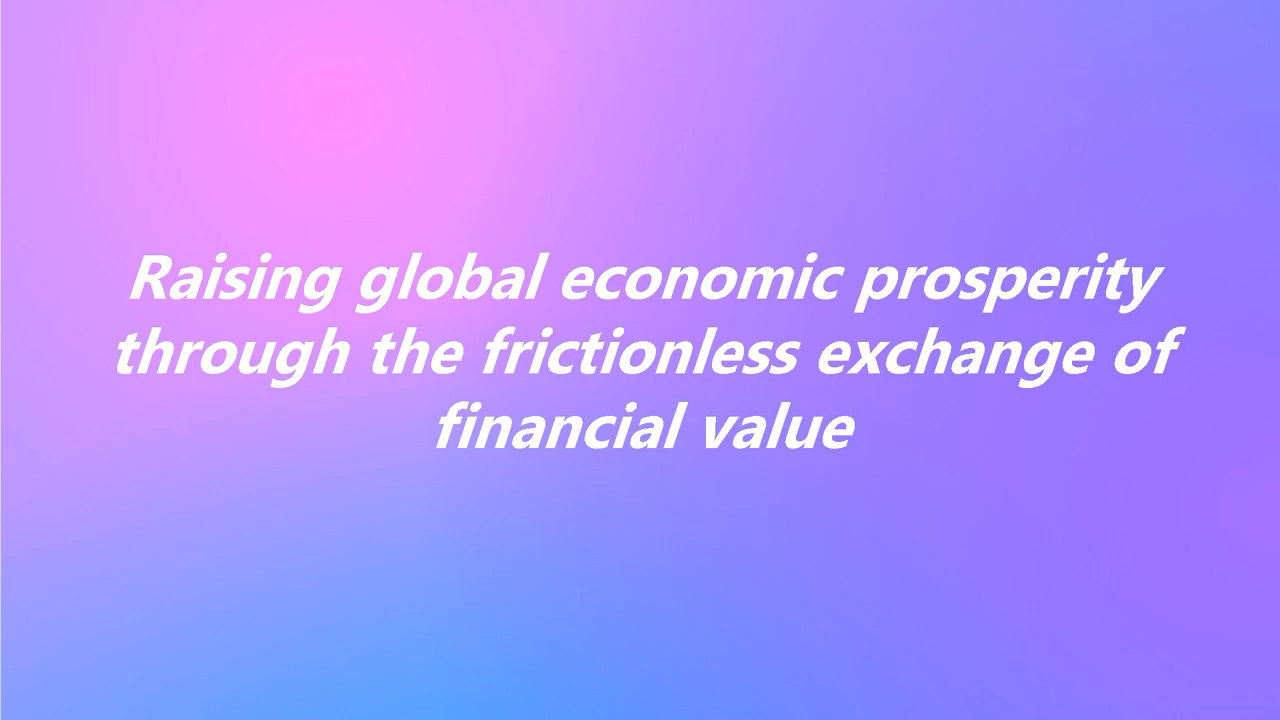 Raising global economic prosperity
through the frictionless exchange of
financial value